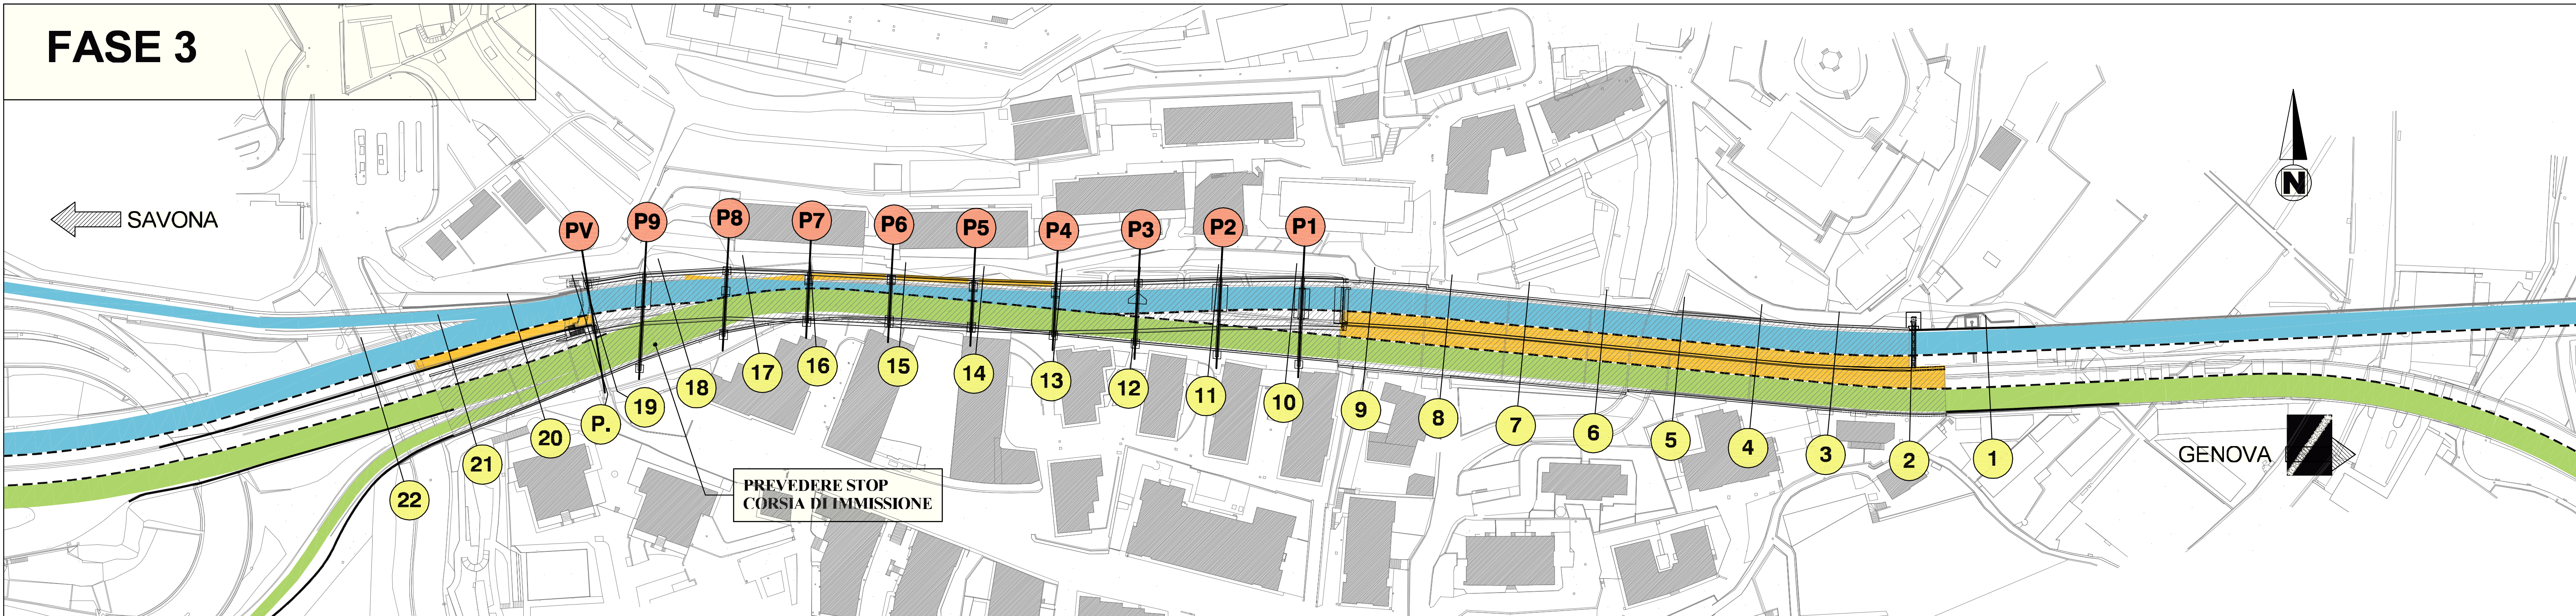 FASE 3
N
SAVONA
PV
P9
P8
P7
P6
P5
P4
P3
P2
P1
22
21
20
P.
19
18
17
16
15
14
13
12
11
10
9
8
7
6
5
4
3
2
1
GENOVA
PREVEDERE STOP
CORSIA DI IMMISSIONE